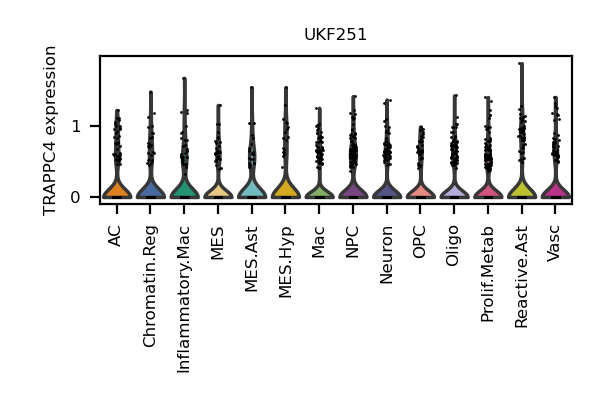 UKF251
TRAPPC4 expression
1
0
AC
Chromatin.Reg
Inflammatory.Mac
MES
MES.Ast
MES.Hyp
Mac
NPC
Neuron
OPC
Oligo
Prolif.Metab
Reactive.Ast
Vasc